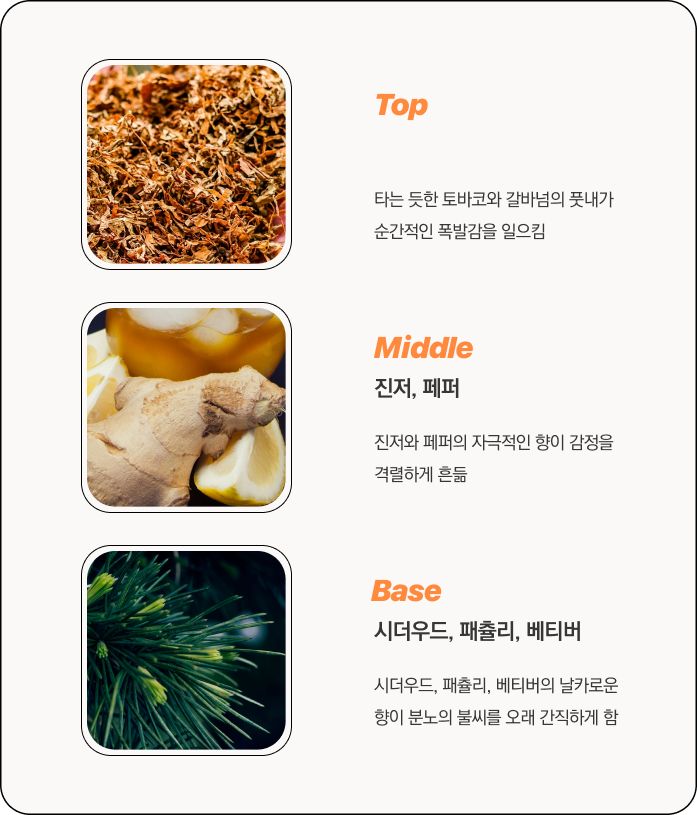 Top
타는 듯한 토바코와 갈바넘의 풋내가
순간적인 폭발감을 일으킴
Middle
진저, 페퍼
진저와 페퍼의 자극적인 향이 감정을
격렬하게 흔듦
Base
시더우드, 패츌리, 베티버
시더우드, 패츌리, 베티버의 날카로운
향이 분노의 불씨를 오래 간직하게 함